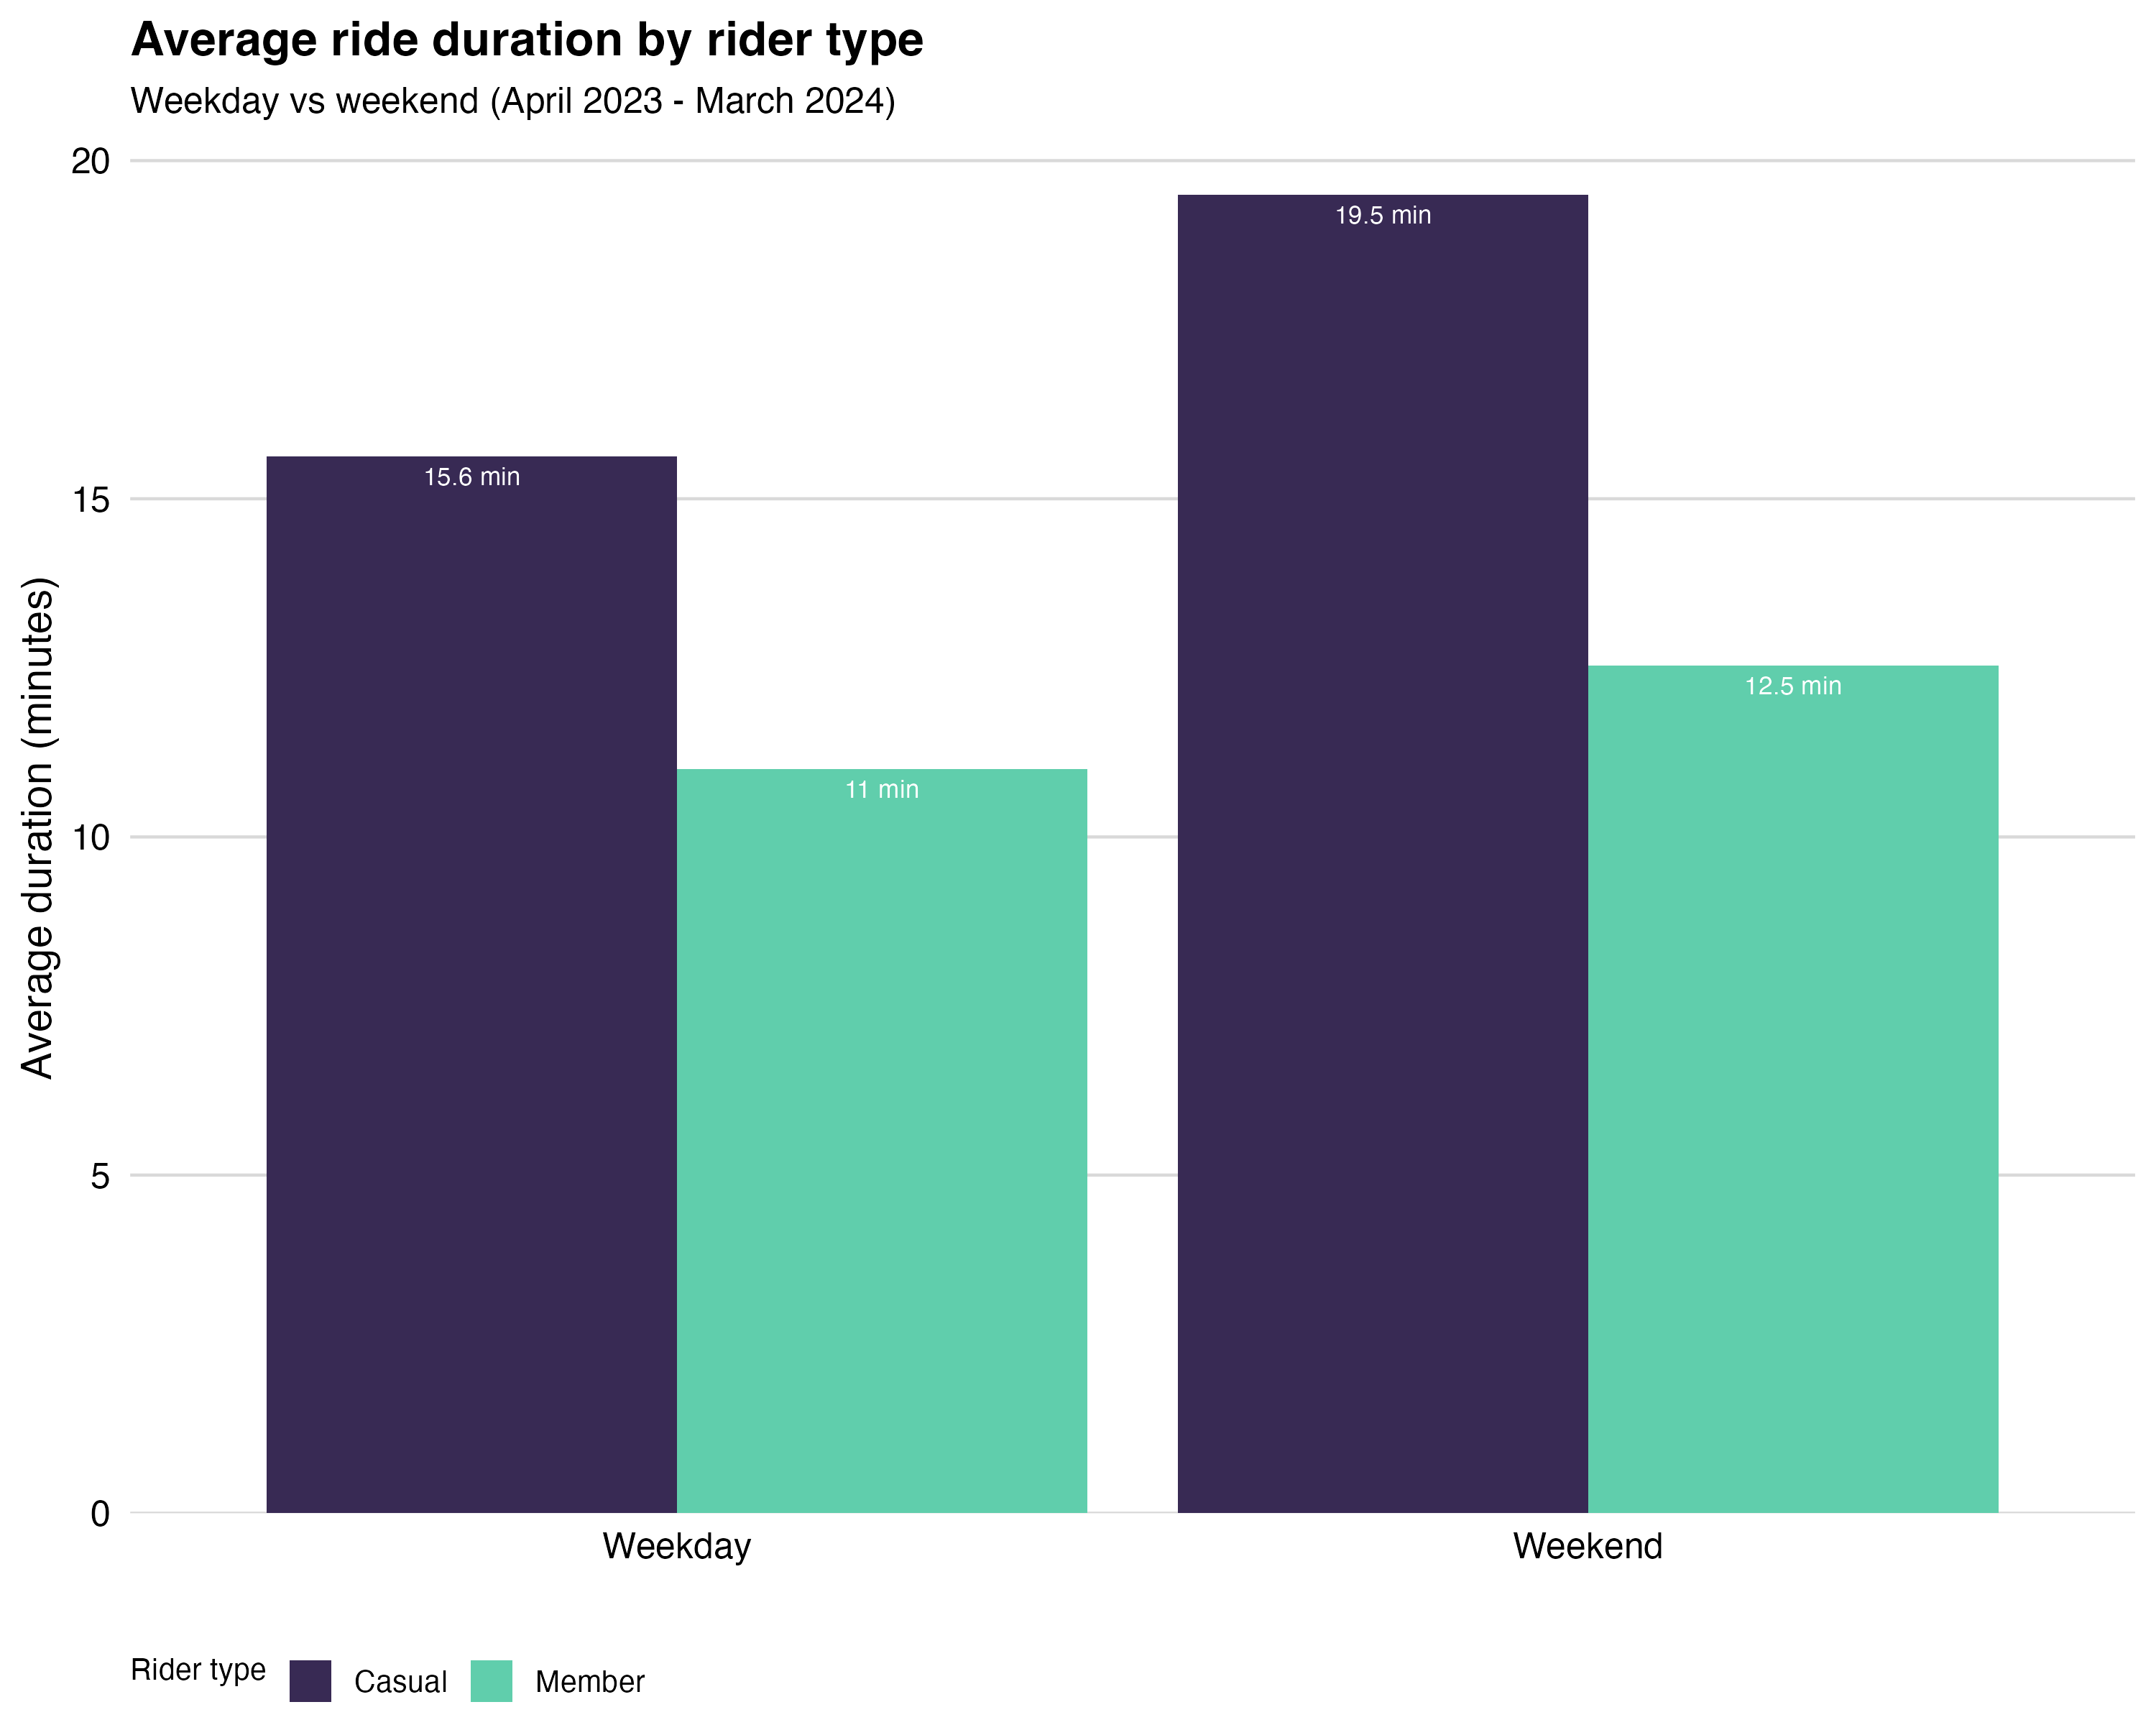 Average ride duration by rider type
Weekday vs weekend (April 2023 - March 2024)
Average duration (minutes)
20
15
10
5
0
15.6 min
11 min
19.5 min
12.5 min
Weekday
Weekend
Rider type
Casual
Member